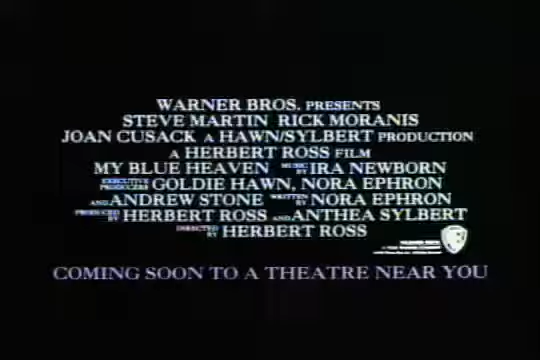 WARNER BROS. PRESENTS
STEVE MARTIN RICK MORANIS
JOAN CUSACK A HAWN/SYLBERT PRODUCTION
A HERBERT ROSS FILM
MY BLUE HEAVEN MUSIC BY IRA NEWBORN
EXECUTIVE PRODUCERS GOLDIE HAWN, NORA EPHRON
AND ANDREW STONE WRITTEN BY NORA EPHRON
PRODUCED BY HERBERT ROSS AND ANTHEA SYLBERT
DIRECTED BY HERBERT ROSS
WARNER BROS.
COMING SOON TO A THEATRE NEAR YOU